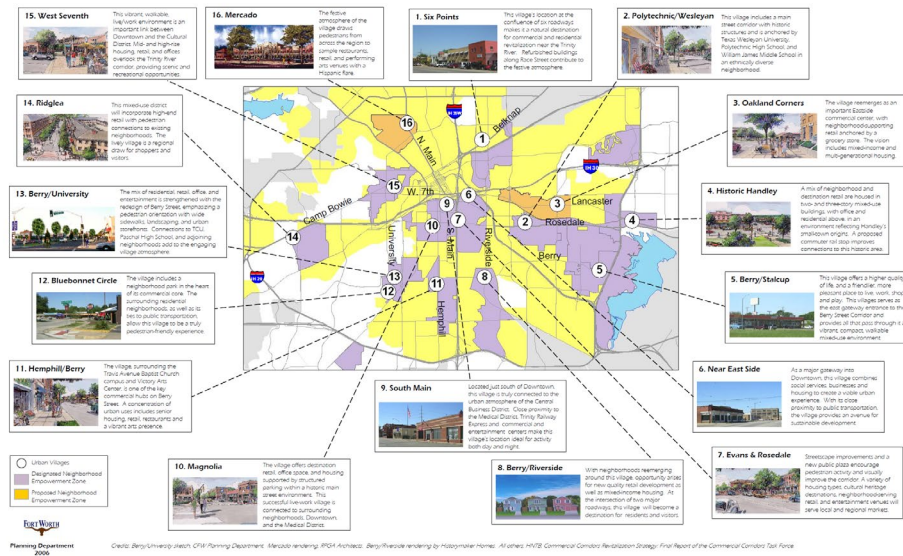 15. West Seventh
This vibrant, walkable,
live/work environment is an
important link between
Downtown and the Cultural
District. Mid- and high-rise
housing, retail, and offices
overlook the Trinity River
corridor, providing scenic and
recreational opportunities.
16. Mercado
The festive
atmosphere of the
village draws
pedestrians from
across the region to
sample restaurants,
retail, and performing
arts venues with a
Hispanic flare.
1. Six Points
This village's location at the
confluence of six roadways
makes it a natural destination
for commercial and residential
revitalization near the Trinity
River. Refurbished buildings
along Race Street contribute to
the festive atmosphere.
2. Polytechnic/Wesleyan
This village includes a main
street corridor with historic
structures and is anchored by
Texas Wesleyan University,
Polytechnic High School, and
William James Middle School in
an ethnically diverse
neighborhood.
14. Ridglea
This mixed-use district
will incorporate high-end
retail with pedestrian
connections to existing
neighborhoods. The
lively village is a regional
draw for shoppers and
visitors.
3. Oakland Corners
The village reemerges as an
important Eastside
commercial center, with
neighborhood-supporting
retail anchored by a
grocery store. The vision
includes mixed-income and
multi-generational housing.
13. Berry/University
The mix of residential, retail, office, and
entertainment is strengthened with the
redesign of Berry Street, emphasizing a
pedestrian orientation with wide
sidewalks, landscaping, and urban
storefronts. Connections to TCU,
Paschal High School, and adjoining
neighborhoods add to the engaging
village atmosphere.
4. Historic Handley
A mix of neighborhood and
destination retail are housed in
two- and three-story mixed-use
buildings, with office and
residential above, in an
environment reflecting Handley's
small-town origins. A proposed
commuter rail stop improves
connections to this historic area.
12. Bluebonnet Circle
The village includes a
neighborhood park in the heart
of its commercial core. The
surrounding residential
neighborhoods, as well as its
ties to public transportation,
allow this village to be a truly
pedestrian-friendly experience.
5. Berry/Stalcup
This village offers a higher quality
of life, and a friendlier, more
pleasant place to live, work, shop
and play. This villages serves as
the east gateway entrance to the
Berry Street Corridor and
provides all that pass through it a
vibrant, compact, walkable
mixed-use environment.
11. Hemphill/Berry
The village, surrounding the
Travis Avenue Baptist Church
campus and Victory Arts
Center, is one of the key
commercial hubs on Berry
Street. A concentration of
urban uses includes senior
housing, retail, restaurants and
a vibrant arts presence.
6. Near East Side
As a major gateway into
Downtown, this village combines
social services, businesses and
housing to create a viable urban
experience. With its close
proximity to public transportation,
the village provides an avenue for
sustainable development.
9. South Main
Located just south of Downtown,
this village is truly connected to the
urban atmosphere of the Central
Business District. Close proximity
to the Medical District, Trinity Railway
Express and commercial and
entertainment centers make this
village's location ideal for activity
both day and night.
10. Magnolia
The village offers destination
retail, office space, and housing
supported by structured
parking within a historic main
street environment. This
successful live-work village is
connected to surrounding
neighborhoods, Downtown,
and the Medical District.
8. Berry/Riverside
With neighborhoods reemerging
around this village, opportunity arises
for new quality retail development as
well as mixed-income housing. At
the intersection of two major
roadways, this village will become a
destination for residents and visitors.
7. Evans & Rosedale
Streetscape improvements and a
new public plaza encourage
pedestrian activity and visually
improve the corridor. A variety of
housing types, cultural heritage
destinations, neighborhood-serving
retail, and entertainment venues will
serve local and regional markets.
IH 35W
Belknap
16
N. Main
1
IH 30
15
W. 7th
6
Lancaster
3
9
Camp Bowie
10
7
2
Rosedale
4
14
University
S. Main
Riverside
Berry
13
12
11
8
5
Hemphill
Urban Villages
Designated Neighborhood
Empowerment Zone
Proposed Neighborhood
Empowerment Zone
FORT WORTH
Planning Department
2006
Credits: Berry/University sketch, CFW Planning Department. Mercado rendering, RPGA Architects. Berry/Riverside rendering by Historymaker Homes. All others, HNTB, Commercial Corridors Revitalization Strategy: Final Report of the Commercial Corridors Task Force